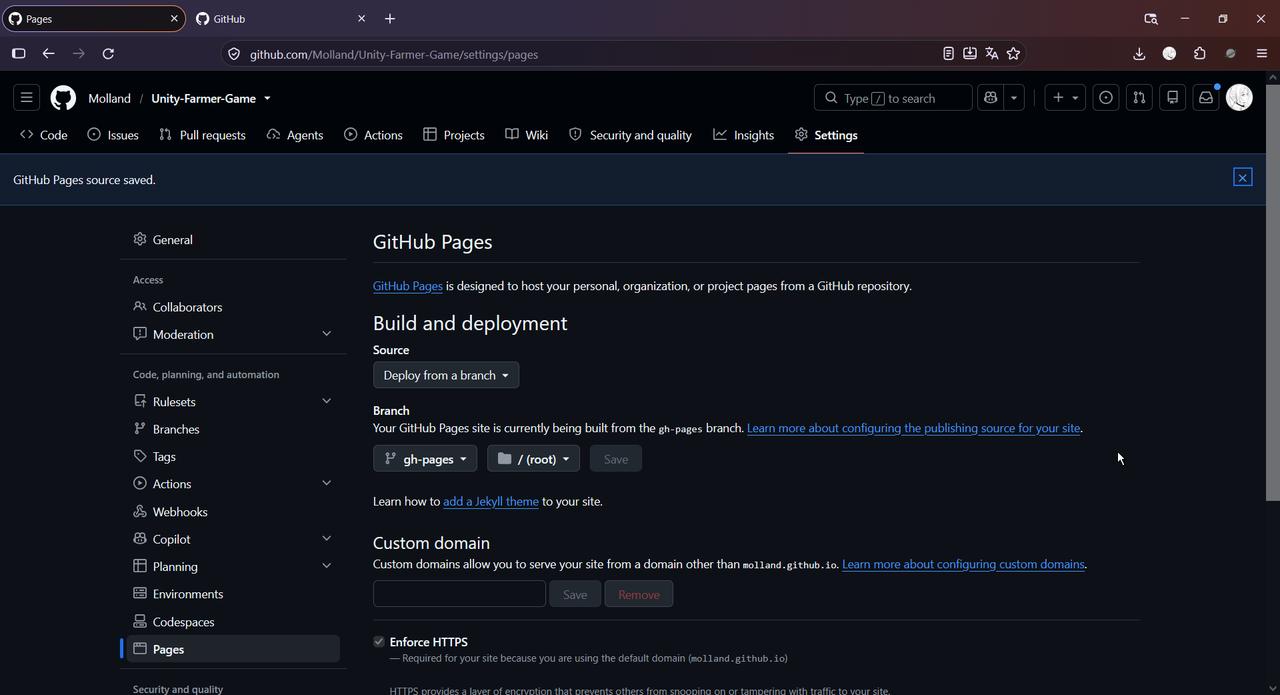 Pages
GitHub
github.com/Molland/Unity-Farmer-Game/settings/pages
Molland / Unity-Farmer-Game
Type / to search
Code
Issues
Pull requests
Agents
Actions
Projects
Wiki
Security and quality
Insights
Settings
GitHub Pages source saved.
General
Access
Collaborators
Moderation
Code, planning, and automation
Rulesets
Branches
Tags
Actions
Webhooks
Copilot
Planning
Environments
Codespaces
Pages
Security and quality
GitHub Pages
GitHub Pages is designed to host your personal, organization, or project pages from a GitHub repository.
Build and deployment
Source
Deploy from a branch
Branch
Your GitHub Pages site is currently being built from the gh-pages branch. Learn more about configuring the publishing source for your site.
gh-pages
/ (root)
Save
Learn how to add a Jekyll theme to your site.
Custom domain
Custom domains allow you to serve your site from a domain other than molland.github.io. Learn more about configuring custom domains.
Save
Remove
Enforce HTTPS
— Required for your site because you are using the default domain (molland.github.io)
HTTPS provides a layer of encryption that prevents others from snooping on or tampering with traffic to your site.